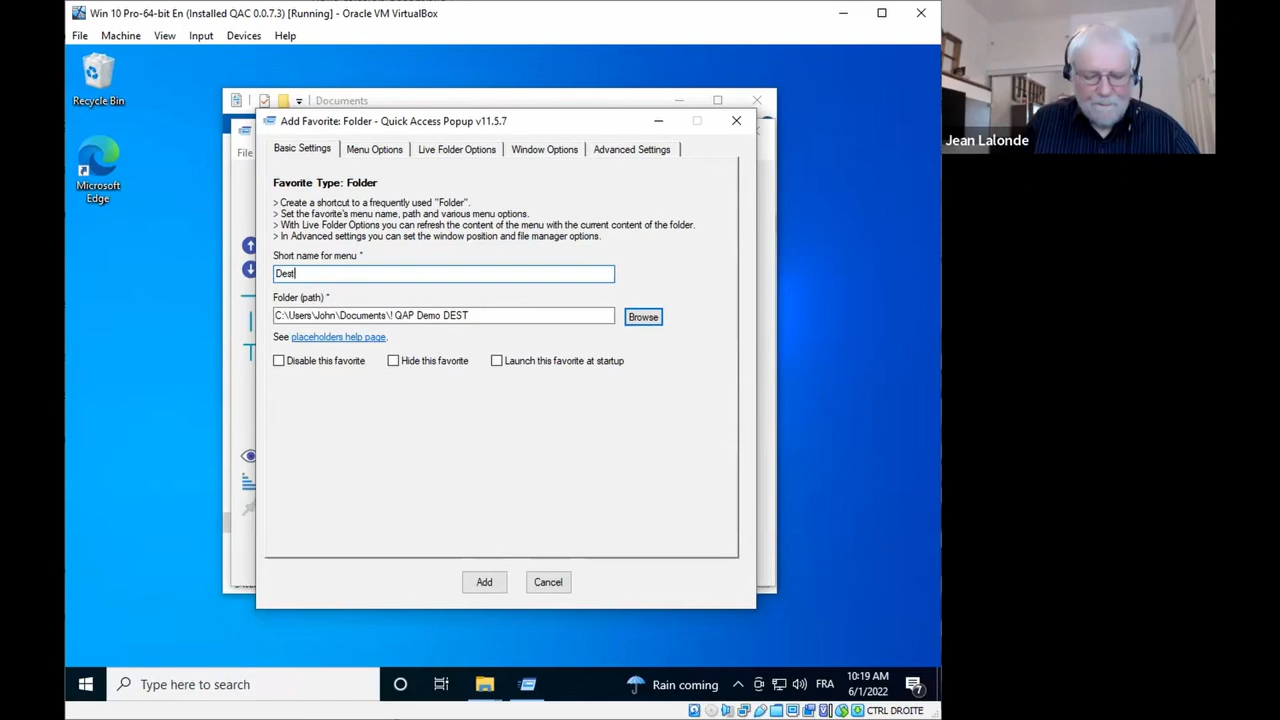 Win 10 Pro-64-bit En (Installed QAC 0.0.7.3) [Running] - Oracle VM VirtualBox
File Machine View Input Devices Help
Recycle Bin
Documents
Add Favorite: Folder - Quick Access Popup v11.5.7
File
Basic Settings Menu Options Live Folder Options Window Options Advanced Settings
Jean Lalonde
Microsoft
Edge
Favorite Type: Folder
> Create a shortcut to a frequently used "Folder".
> Set the favorite's menu name, path and various menu options.
> With Live Folder Options you can refresh the content of the menu with the current content of the folder.
> In Advanced settings you can set the window position and file manager options.
Short name for menu *
Dest
Folder (path) *
C:\Users\John\Documents\! QAP Demo DEST
Browse
See placeholders help page.
Disable this favorite Hide this favorite Launch this favorite at startup
Add Cancel
Type here to search
Rain coming
FRA
10:19 AM
6/1/2022
7
CTRL DROITE